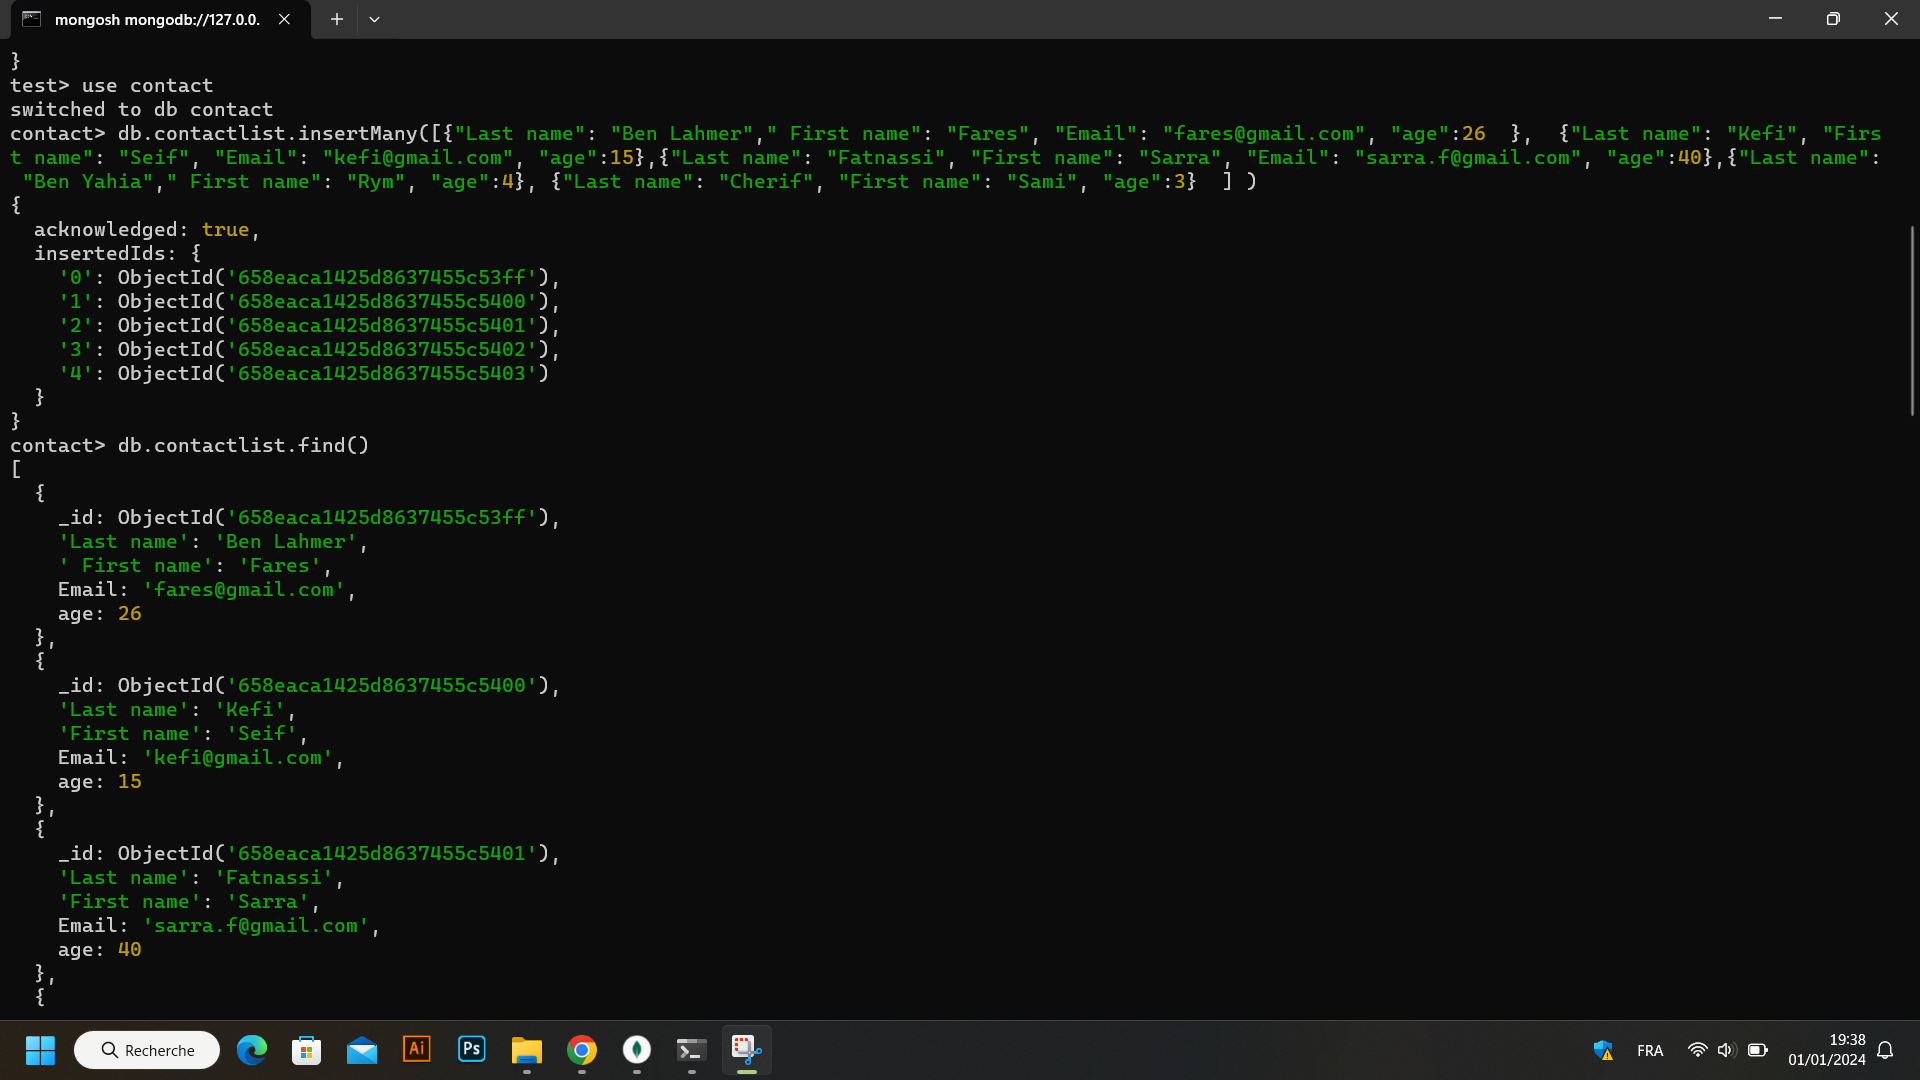 mongosh mongodb://127.0.0.
}
test> use contact
switched to db contact
contact> db.contactlist.insertMany([{"Last name": "Ben Lahmer"," First name": "Fares", "Email": "fares@gmail.com", "age":26  },  {"Last name": "Kefi", "Firs
t name": "Seif", "Email": "kefi@gmail.com", "age":15},{"Last name": "Fatnassi", "First name": "Sarra", "Email": "sarra.f@gmail.com", "age":40},{"Last name":
 "Ben Yahia"," First name": "Rym", "age":4}, {"Last name": "Cherif", "First name": "Sami", "age":3}  ] )
{
  acknowledged: true,
  insertedIds: {
    '0': ObjectId('658eaca1425d8637455c53ff'),
    '1': ObjectId('658eaca1425d8637455c5400'),
    '2': ObjectId('658eaca1425d8637455c5401'),
    '3': ObjectId('658eaca1425d8637455c5402'),
    '4': ObjectId('658eaca1425d8637455c5403')
  }
}
contact> db.contactlist.find()
[
  {
    _id: ObjectId('658eaca1425d8637455c53ff'),
    'Last name': 'Ben Lahmer',
    ' First name': 'Fares',
    Email: 'fares@gmail.com',
    age: 26
  },
  {
    _id: ObjectId('658eaca1425d8637455c5400'),
    'Last name': 'Kefi',
    'First name': 'Seif',
    Email: 'kefi@gmail.com',
    age: 15
  },
  {
    _id: ObjectId('658eaca1425d8637455c5401'),
    'Last name': 'Fatnassi',
    'First name': 'Sarra',
    Email: 'sarra.f@gmail.com',
    age: 40
  },
  {
Recherche
Ai
Ps
FRA
19:38
01/01/2024